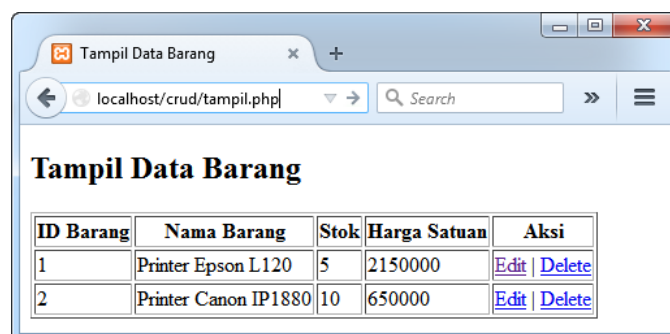 Tampil Data Barang
localhost/crud/tampil.php
Search
Tampil Data Barang
ID Barang Nama Barang Stok Harga Satuan Aksi
1 Printer Epson L120 5 2150000 Edit | Delete
2 Printer Canon IP1880 10 650000 Edit | Delete